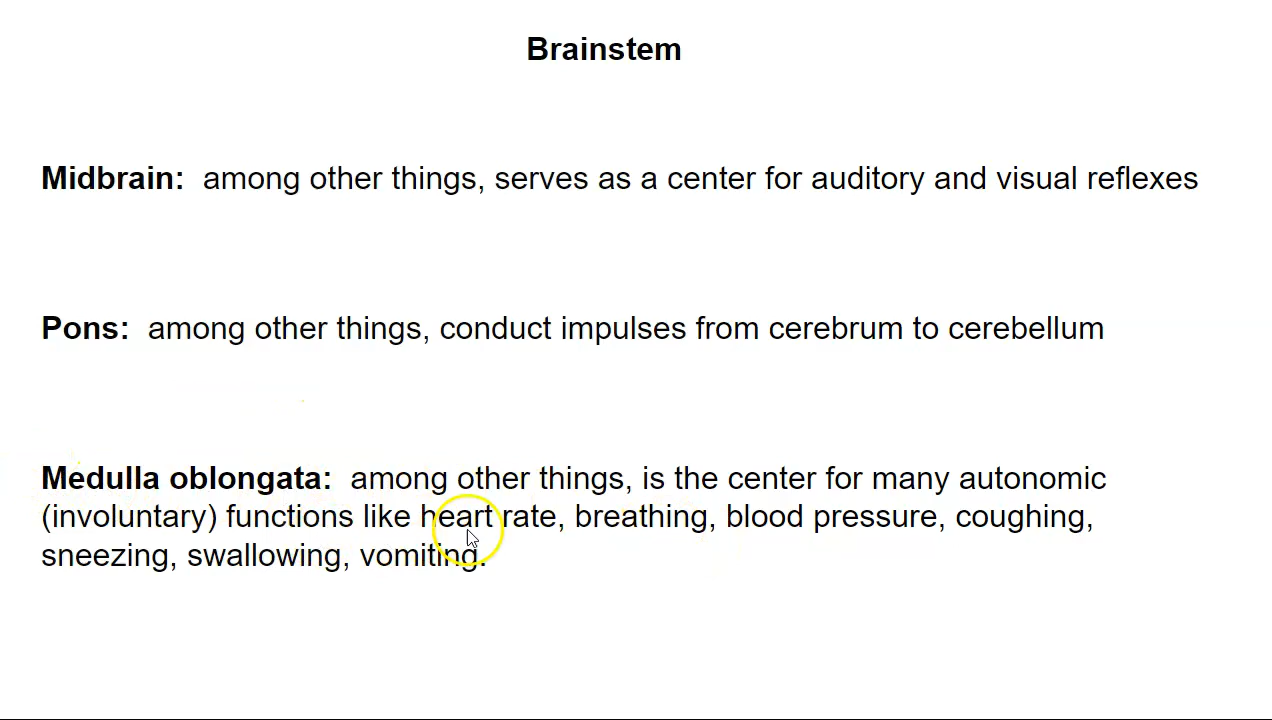 Brainstem
Midbrain: among other things, serves as a center for auditory and visual reflexes
Pons: among other things, conduct impulses from cerebrum to cerebellum
Medulla oblongata: among other things, is the center for many autonomic
(involuntary) functions like heart rate, breathing, blood pressure, coughing,
sneezing, swallowing, vomiting.